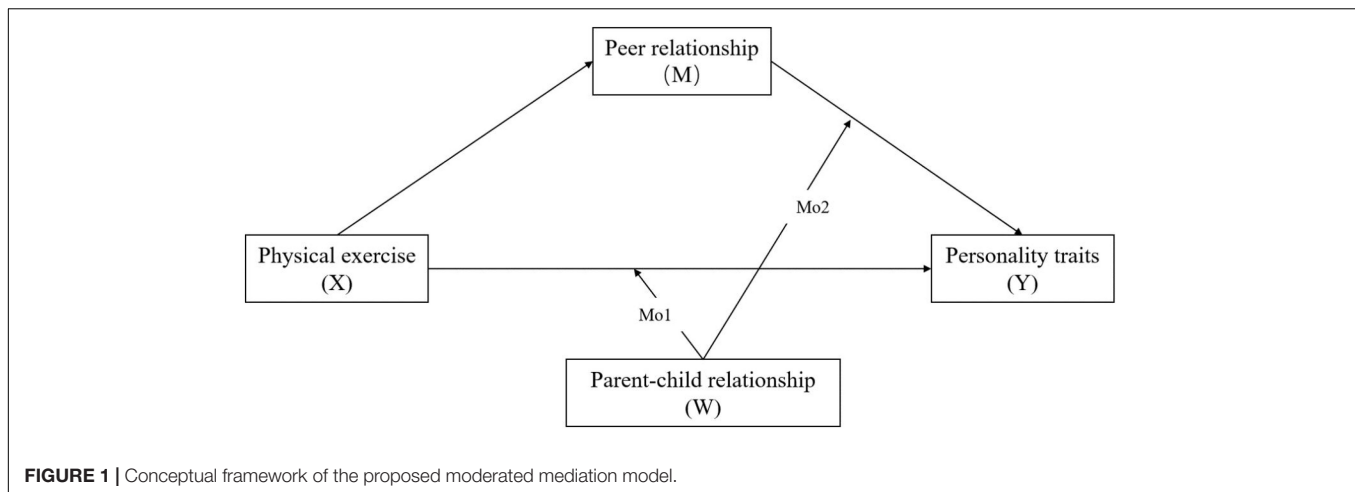 Peer relationship
（M）
Mo2
Physical exercise
(X)
Personality traits
(Y)
Mo1
Parent-child relationship
(W)
FIGURE 1 | Conceptual framework of the proposed moderated mediation model.